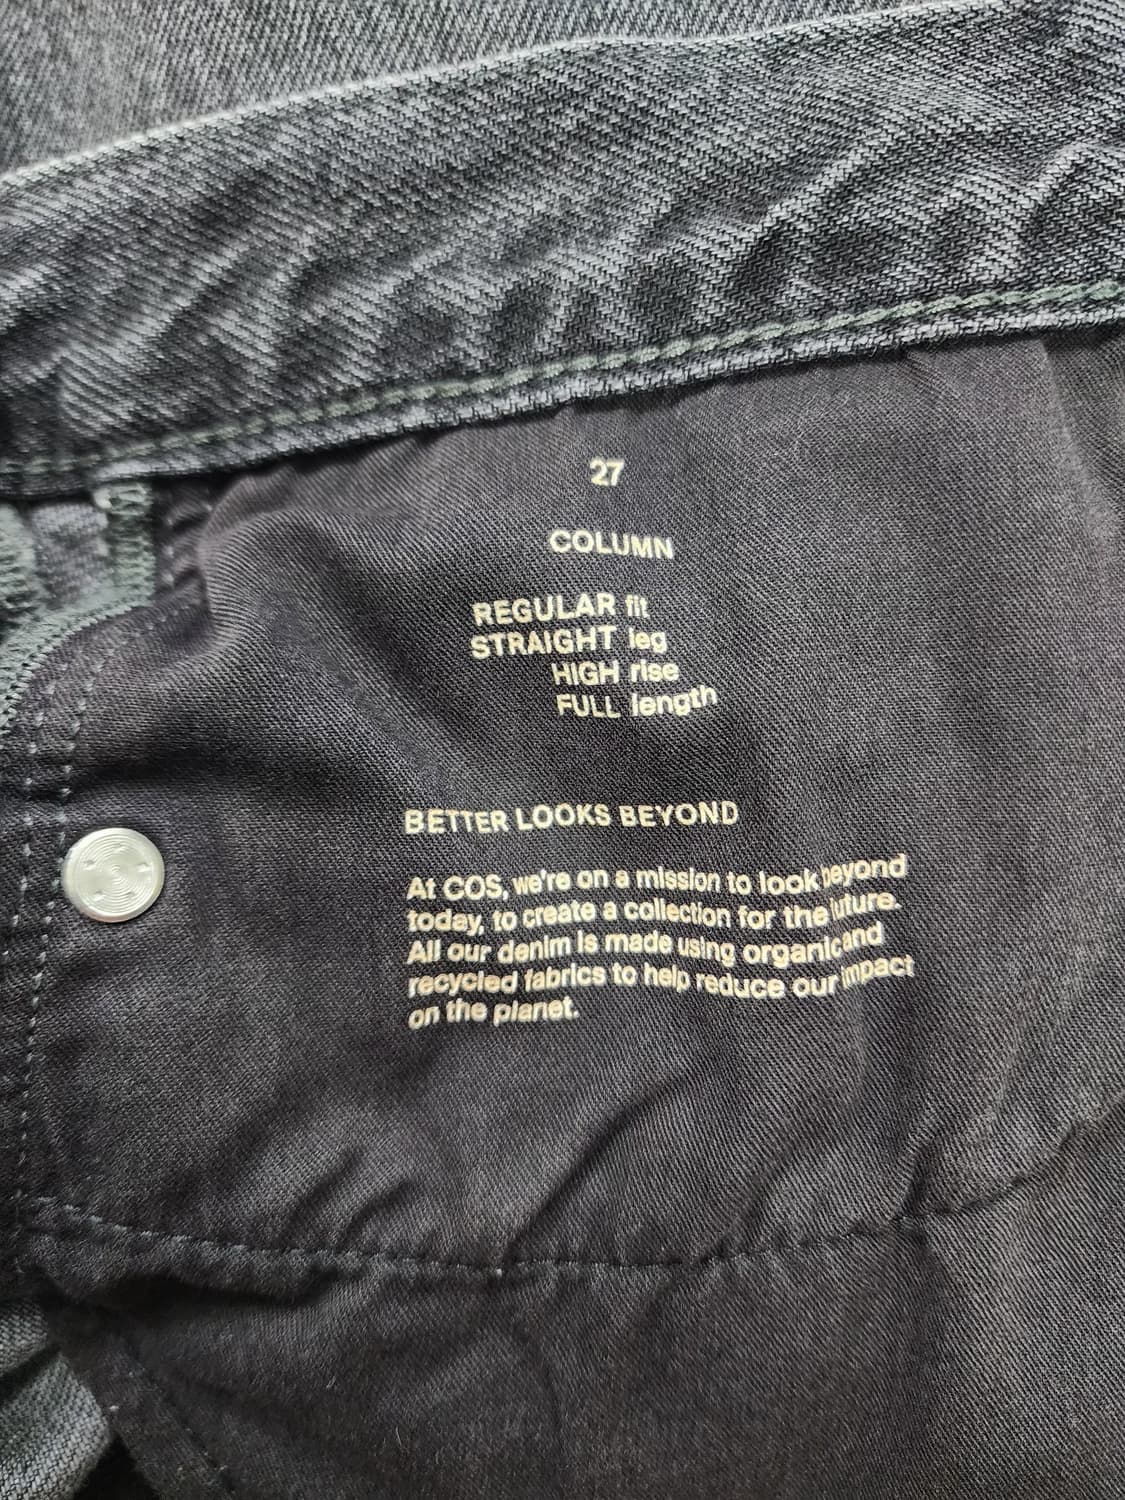 27
COLUMN
REGULAR fit
STRAIGHT leg
HIGH rise
FULL length
BETTER LOOKS BEYOND
At COS, we're on a mission to look beyond
today, to create a collection for the future.
All our denim is made using organic and
recycled fabrics to help reduce our impact
on the planet.